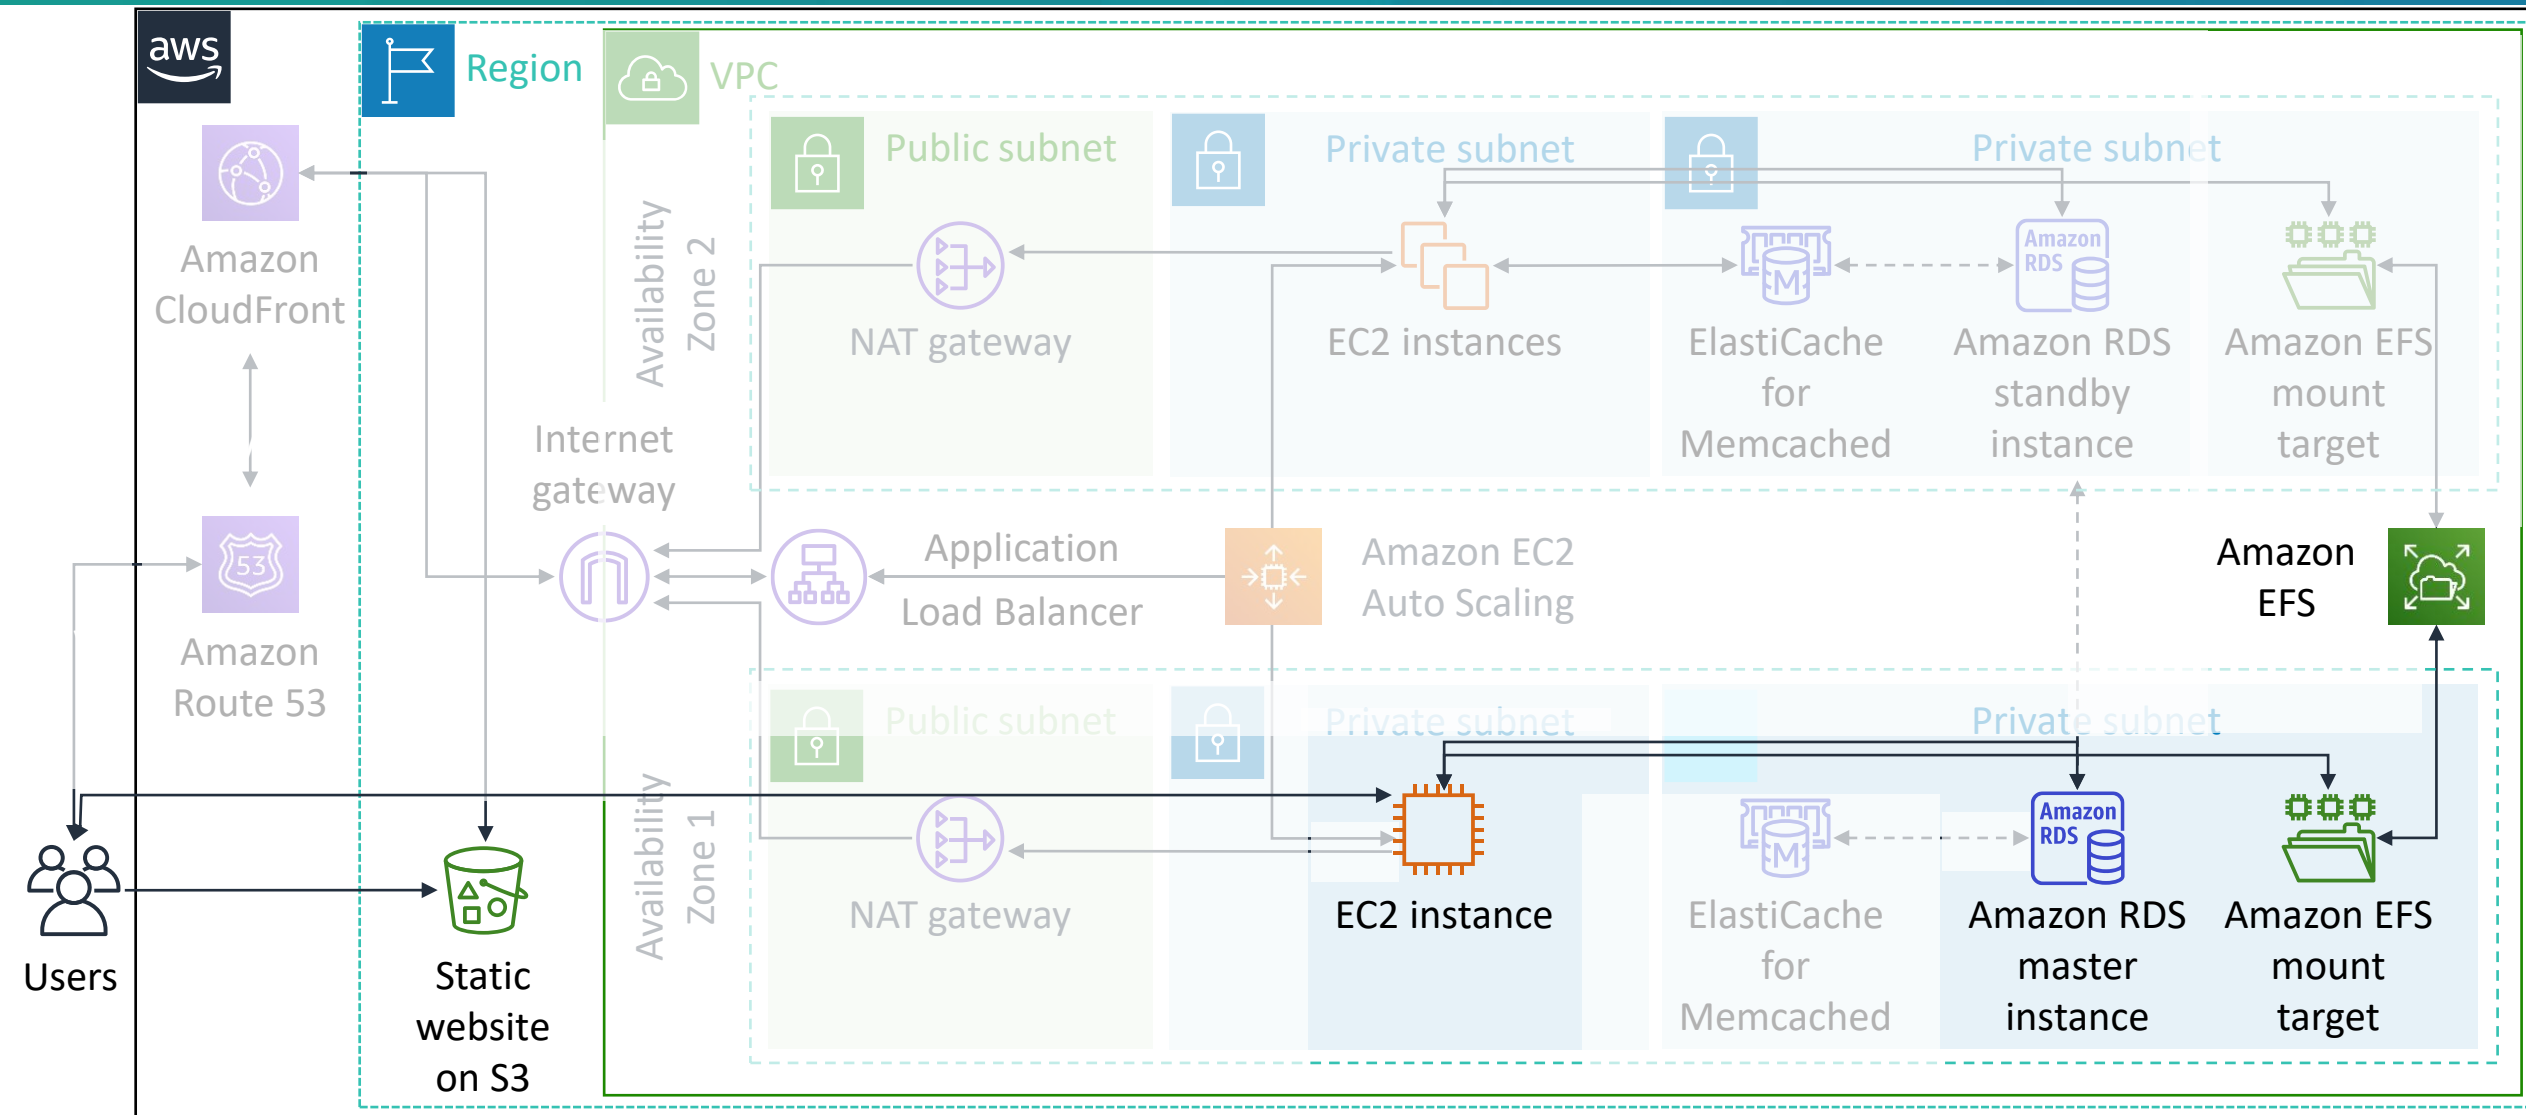 aws
Region
VPC
Amazon
CloudFront
Availability
Zone 2
Public subnet
Private subnet
Private subnet
NAT gateway
EC2 instances
ElastiCache
for
Memcached
Amazon
RDS
Amazon RDS
standby
instance
Amazon EFS
mount
target
Internet
gateway
53
Amazon
Route 53
Application
Load Balancer
Amazon EC2
Auto Scaling
Amazon
EFS
Availability
Zone 1
Public subnet
Private subnet
Private subnet
Users
Static
website
on S3
NAT gateway
EC2 instance
M
ElastiCache
for
Memcached
M
Amazon
RDS
Amazon RDS
master
instance
Amazon EFS
mount
target